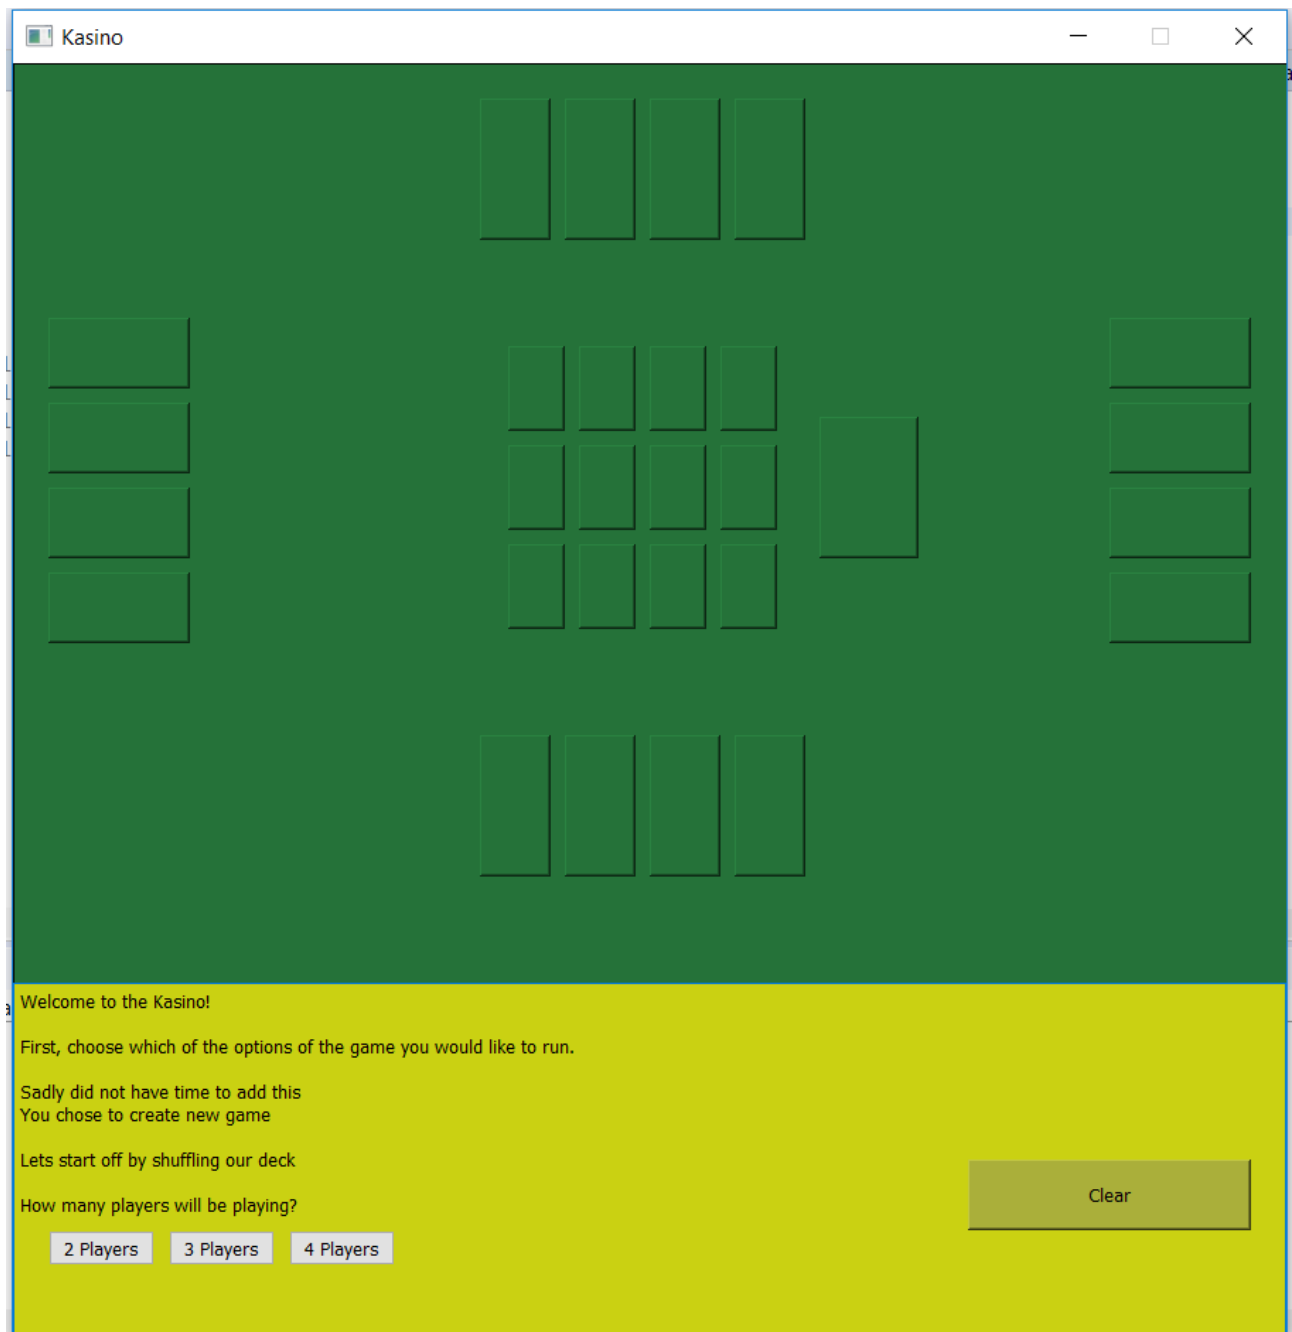 Kasino
Welcome to the Kasino!
First, choose which of the options of the game you would like to run.
Sadly did not have time to add this
You chose to create new game
Lets start off by shuffling our deck
How many players will be playing?
Clear
2 Players 3 Players 4 Players